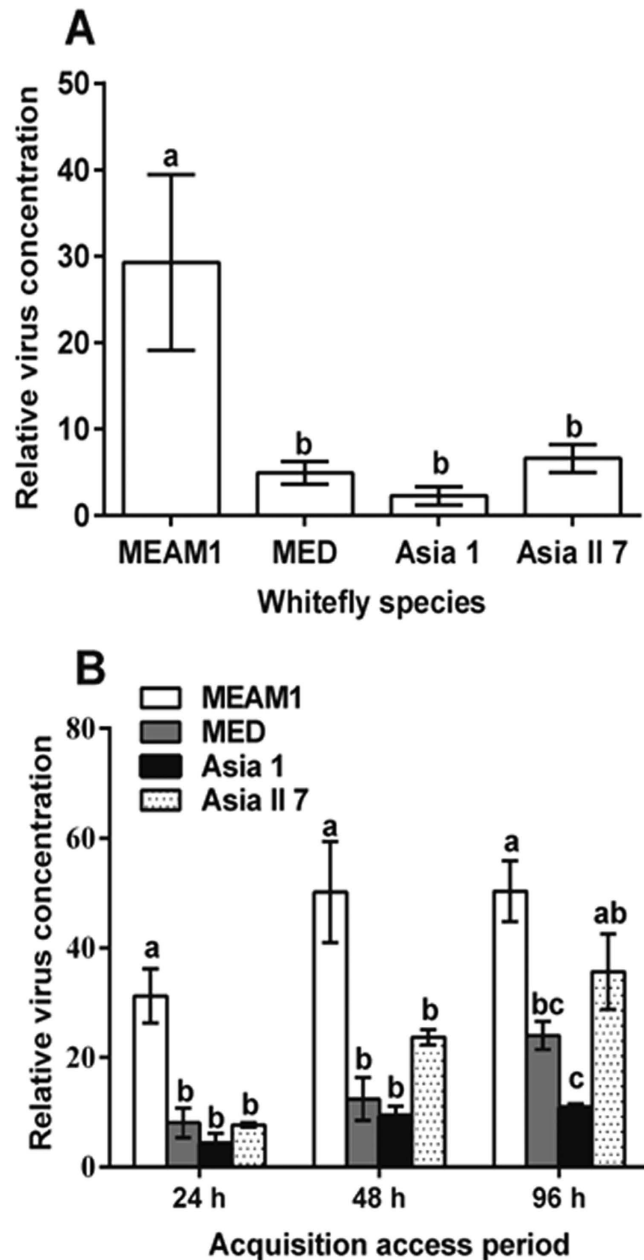 A
Relative virus concentration
50
40
30
20
10
0
a
b
b
b
MEAM1 MED Asia 1 Asia II 7
Whitefly species
B
MEAM1
MED
Asia 1
Asia II 7
Relative virus concentration
80
60
40
20
0
a
b
b
b
a
b
b
b
a
bc
c
ab
24 h 48 h 96 h
Acquisition access period